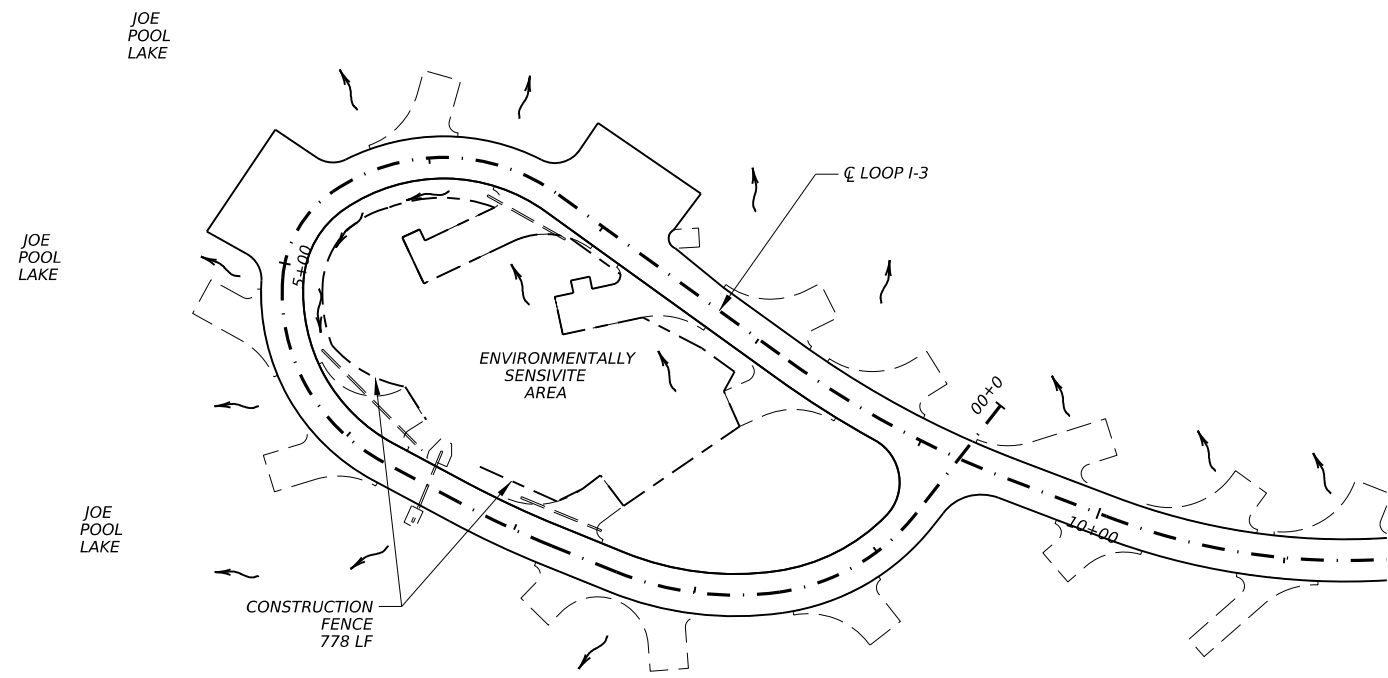 JOE
POOL
LAKE
℄ LOOP I-3
JOE
POOL
LAKE
5+00
ENVIRONMENTALLY
SENSIVITE
AREA
0+00
JOE
POOL
LAKE
10+00
CONSTRUCTION
FENCE
778 LF